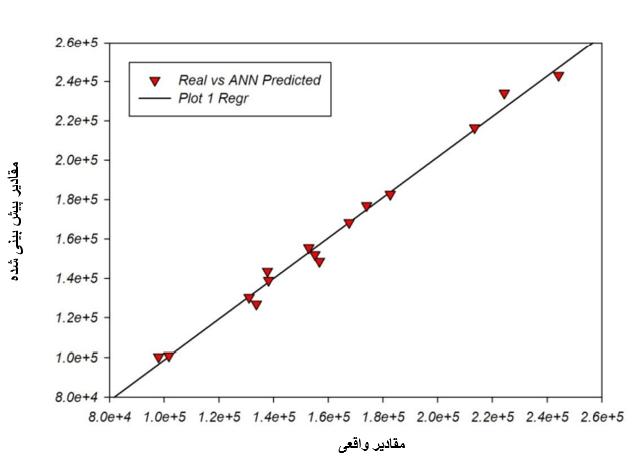 2.6e+5
2.4e+5
2.2e+5
2.0e+5
1.8e+5
1.6e+5
1.4e+5
1.2e+5
1.0e+5
8.0e+4
Real vs ANN Predicted
Plot 1 Regr
مقادیر پیش بینی شده
8.0e+4 1.0e+5 1.2e+5 1.4e+5 1.6e+5 1.8e+5 2.0e+5 2.2e+5 2.4e+5 2.6e+5
مقادیر واقعی